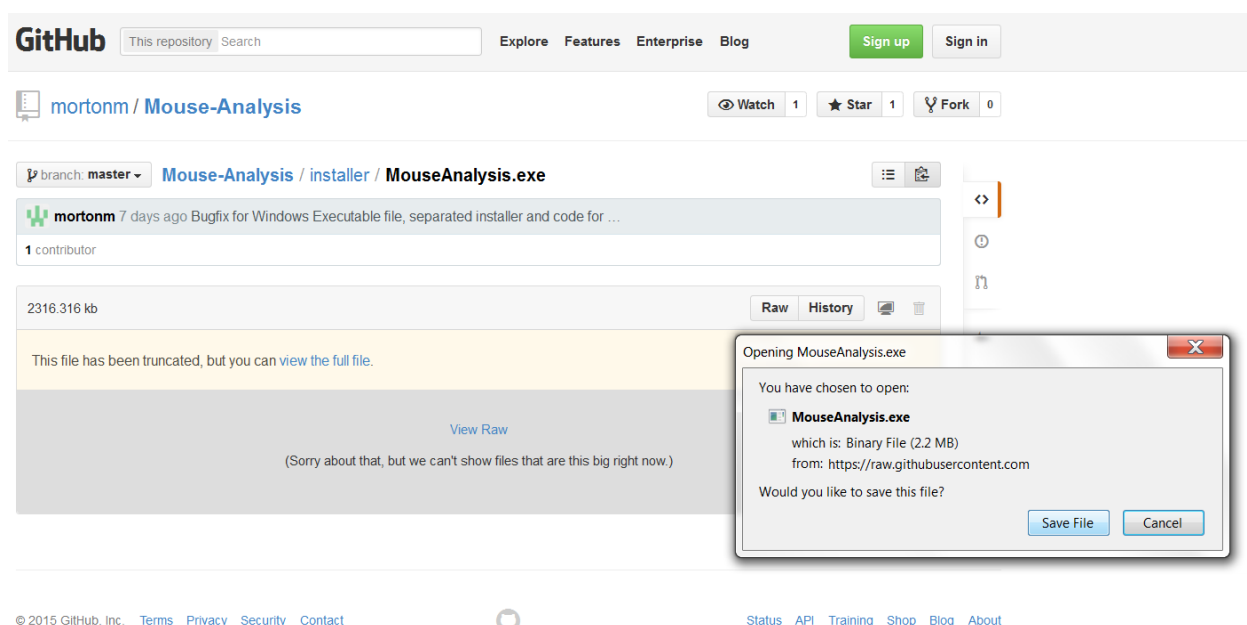 GitHub This repository Search Explore Features Enterprise Blog Sign up Sign in
mortonm / Mouse-Analysis Watch 1 Star 1 Fork 0
branch: master Mouse-Analysis / installer / MouseAnalysis.exe
mortonm 7 days ago Bugfix for Windows Executable file, separated installer and code for …
1 contributor
2316.316 kb Raw History
This file has been truncated, but you can view the full file.
View Raw
(Sorry about that, but we can't show files that are this big right now.)
Opening MouseAnalysis.exe
You have chosen to open:
MouseAnalysis.exe
which is: Binary File (2.2 MB)
from: https://raw.githubusercontent.com
Would you like to save this file?
Save File Cancel
© 2015 GitHub, Inc. Terms Privacy Security Contact Status API Training Shop Blog About